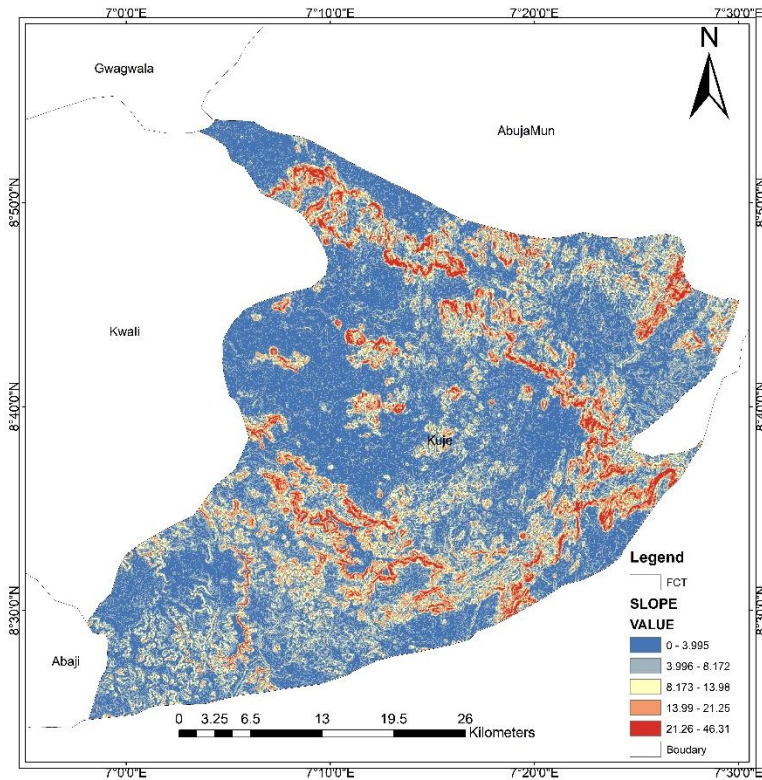 7°0'0"E 7°10'0"E 7°20'0"E 7°30'0"E
N
Gwagwala
AbujaMun
8°50'0"N 8°50'0"N
Kwali
8°40'0"N 8°40'0"N
Kuje
Legend
FCT
SLOPE
VALUE
0 - 3.995
3.996 - 8.172
8.173 - 13.98
13.99 - 21.25
21.26 - 46.31
Boudary
8°30'0"N 8°30'0"N
Abaji
0 3.25 6.5 13 19.5 26
Kilometers
7°0'0"E 7°10'0"E 7°20'0"E 7°30'0"E